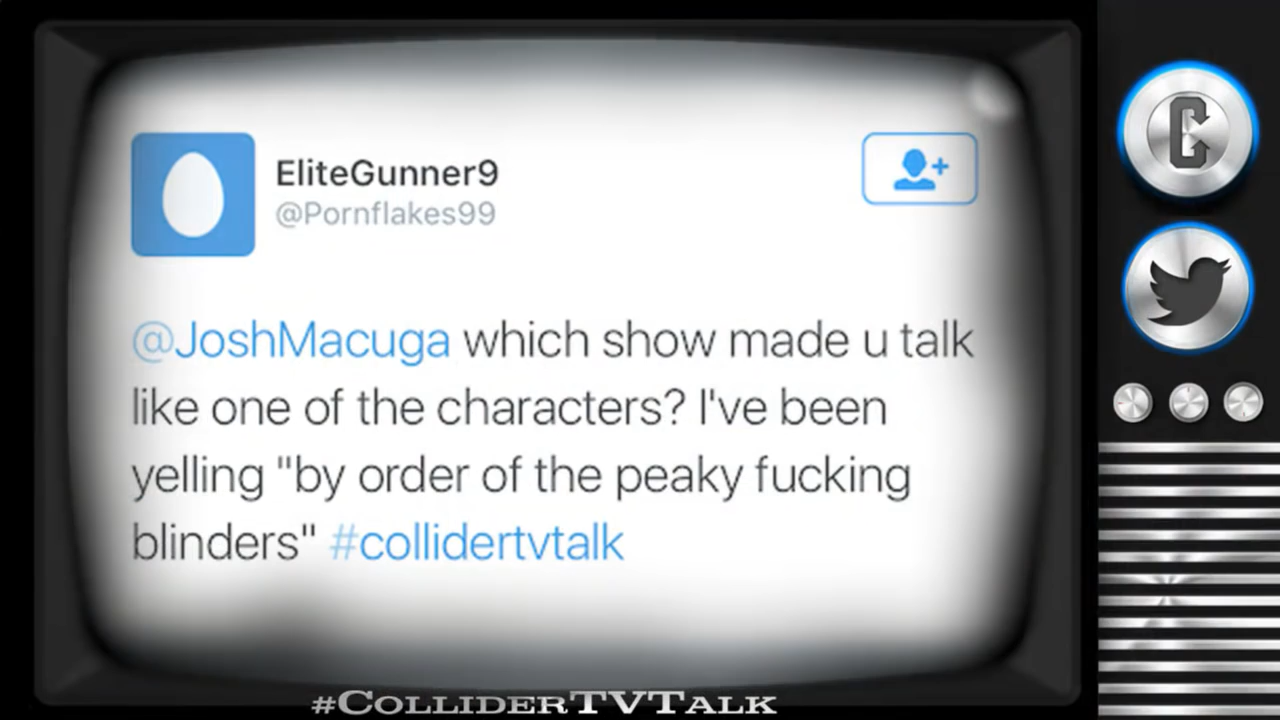 EliteGunner9
@Pornflakes99
@JoshMacuga which show made u talk
like one of the characters? I've been
yelling "by order of the peaky fucking
blinders" #collidertvtalk
#ColliderTVTalk